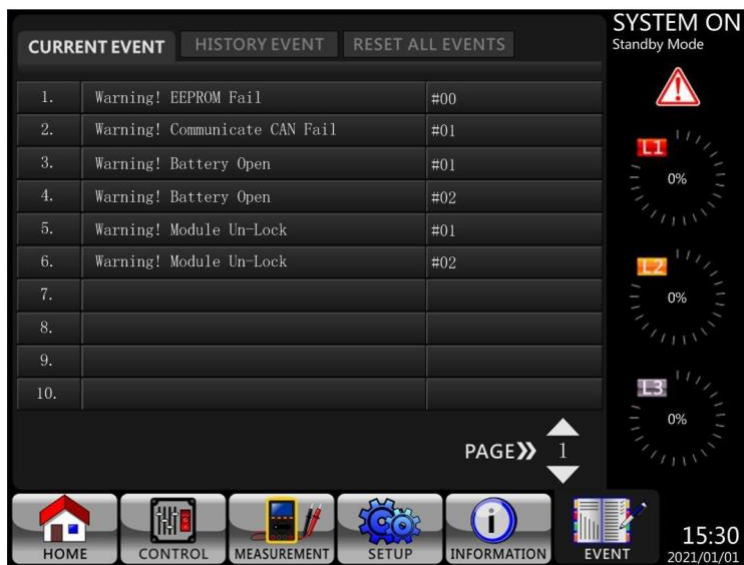 SYSTEM ON
Standby Mode
CURRENT EVENT HISTORY EVENT RESET ALL EVENTS
1. Warning! EEPROM Fail #00
2. Warning! Communicate CAN Fail #01
3. Warning! Battery Open #01
4. Warning! Battery Open #02
5. Warning! Module Un-Lock #01
6. Warning! Module Un-Lock #02
7.
8.
9.
10.
L1
0%
L2
0%
L3
0%
PAGE 1
HOME CONTROL MEASUREMENT SETUP INFORMATION EVENT
15:30
2021/01/01